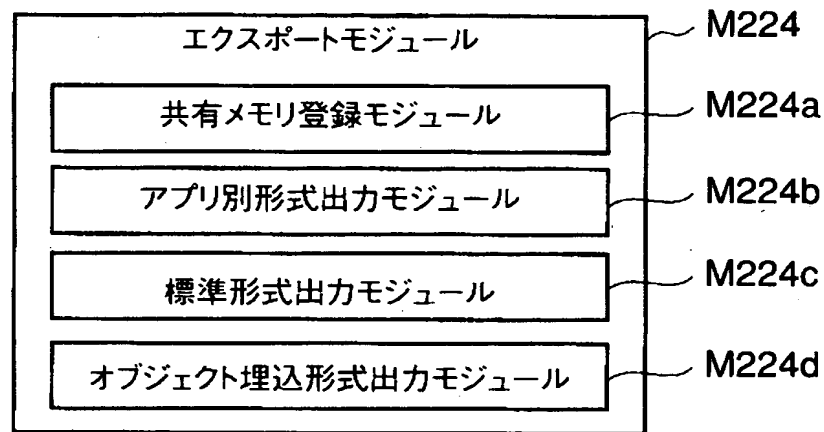 エクスポートモジュール
M224
共有メモリ登録モジュール
M224a
アプリ別形式出力モジュール
M224b
標準形式出力モジュール
M224c
オブジェクト埋込形式出力モジュール
M224d